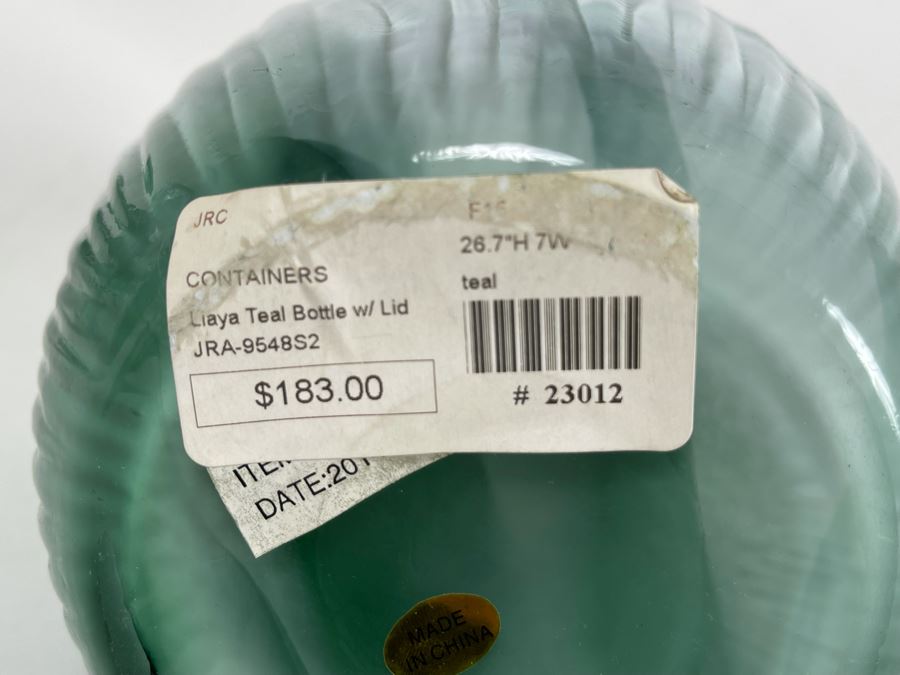 JRC
26.7"H 7W
CONTAINERS
teal
Liaya Teal Bottle w/ Lid
JRA-9548S2
$183.00
# 23012
DATE:201
MADE
IN CHINA